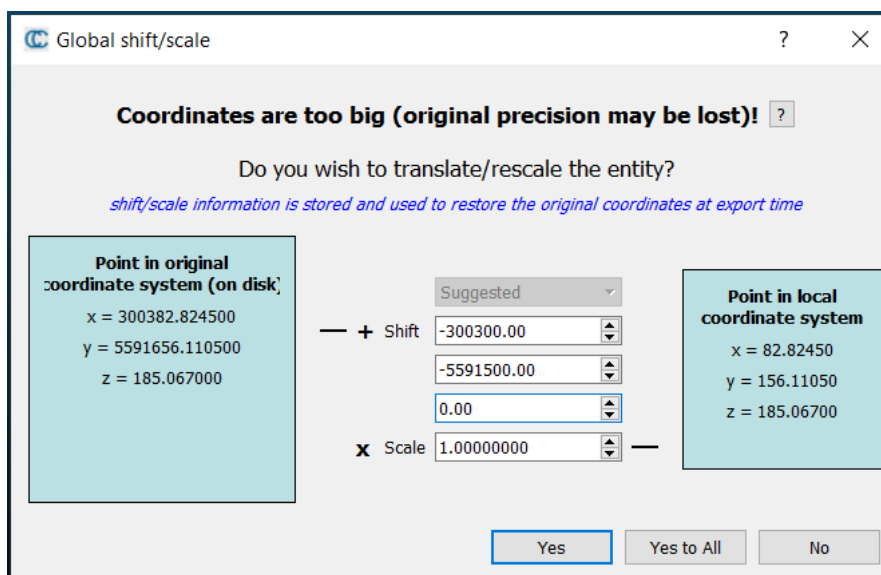 Global shift/scale
?
Coordinates are too big (original precision may be lost)! ?
Do you wish to translate/rescale the entity?
shift/scale information is stored and used to restore the original coordinates at export time
Point in original
coordinate system (on disk)
x = 300382.824500
y = 5591656.110500
z = 185.067000
Suggested
+ Shift -300300.00
-5591500.00
0.00
x Scale 1.00000000
Point in local
coordinate system
x = 82.82450
y = 156.11050
z = 185.06700
Yes
Yes to All
No